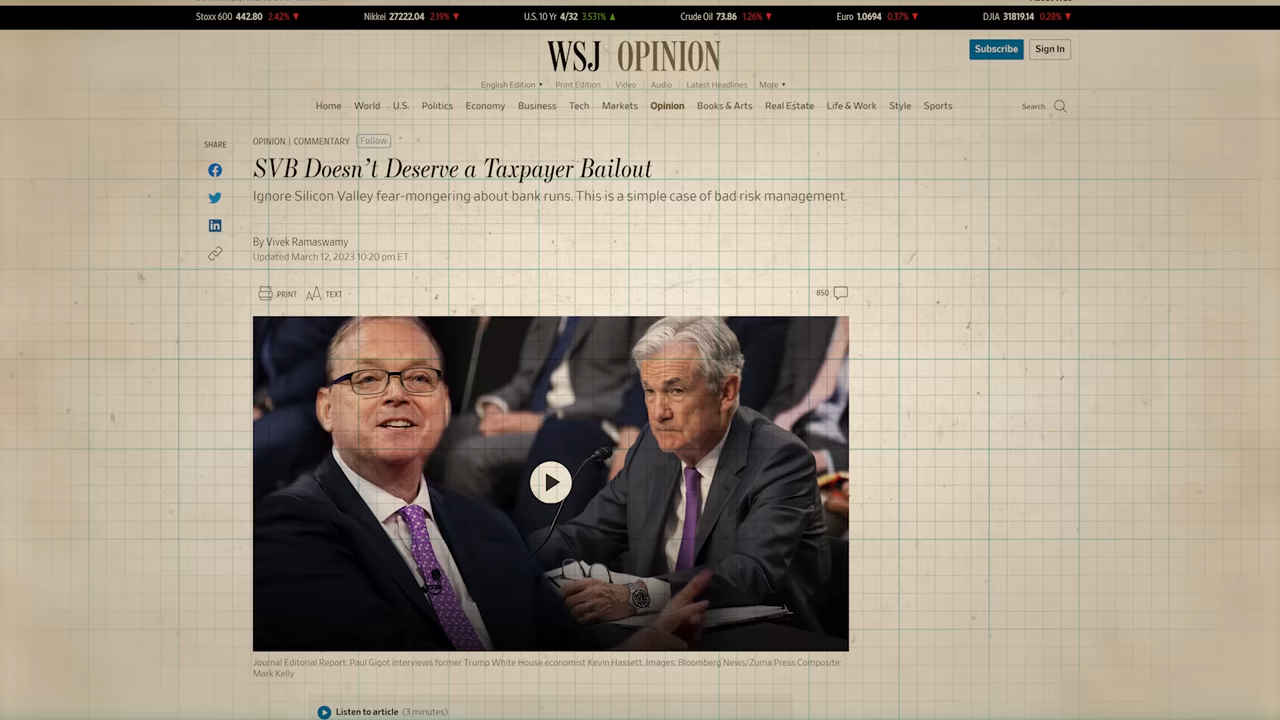 Stoxx 600 442.80 2.42% ▼ Nikkei 27222.04 2.19% ▼ U.S. 10 Yr 4/32 3.531% ▲ Crude Oil 73.86 1.26% ▼ Euro 1.0694 0.37% ▼ DJIA 31819.14 0.28% ▼
WSJ OPINION
Subscribe Sign In
English Edition ▾ Print Edition Video Audio Latest Headlines More ▾
Home World U.S. Politics Economy Business Tech Markets Opinion Books & Arts Real Estate Life & Work Style Sports Search
SHARE
OPINION | COMMENTARY Follow
SVB Doesn't Deserve a Taxpayer Bailout
Ignore Silicon Valley fear-mongering about bank runs. This is a simple case of bad risk management.
By Vivek Ramaswamy
Updated March 12, 2023 10:20 pm ET
PRINT AA TEXT 850
Journal Editorial Report: Paul Gigot interviews former Trump White House economist Kevin Hassett. Images: Bloomberg News/Zuma Press Composite:
Mark Kelly
Listen to article (3 minutes)